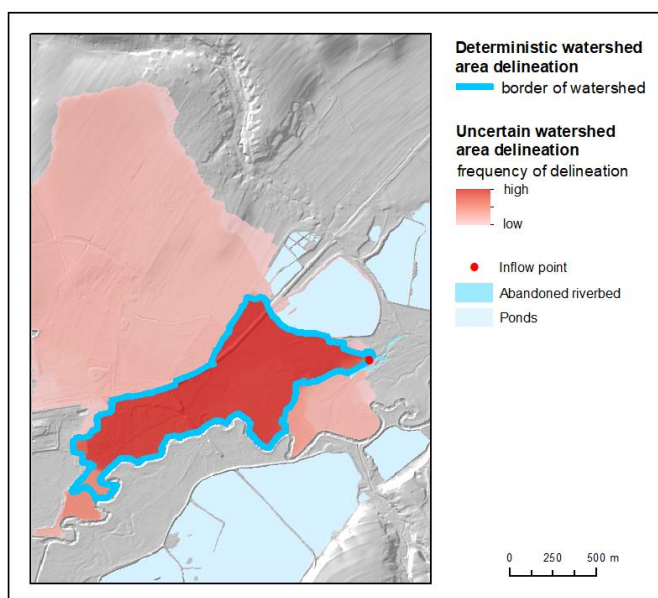 Deterministic watershed
area delineation
border of watershed
Uncertain watershed
area delineation
frequency of delineation
high
low
Inflow point
Abandoned riverbed
Ponds
0 250 500 m